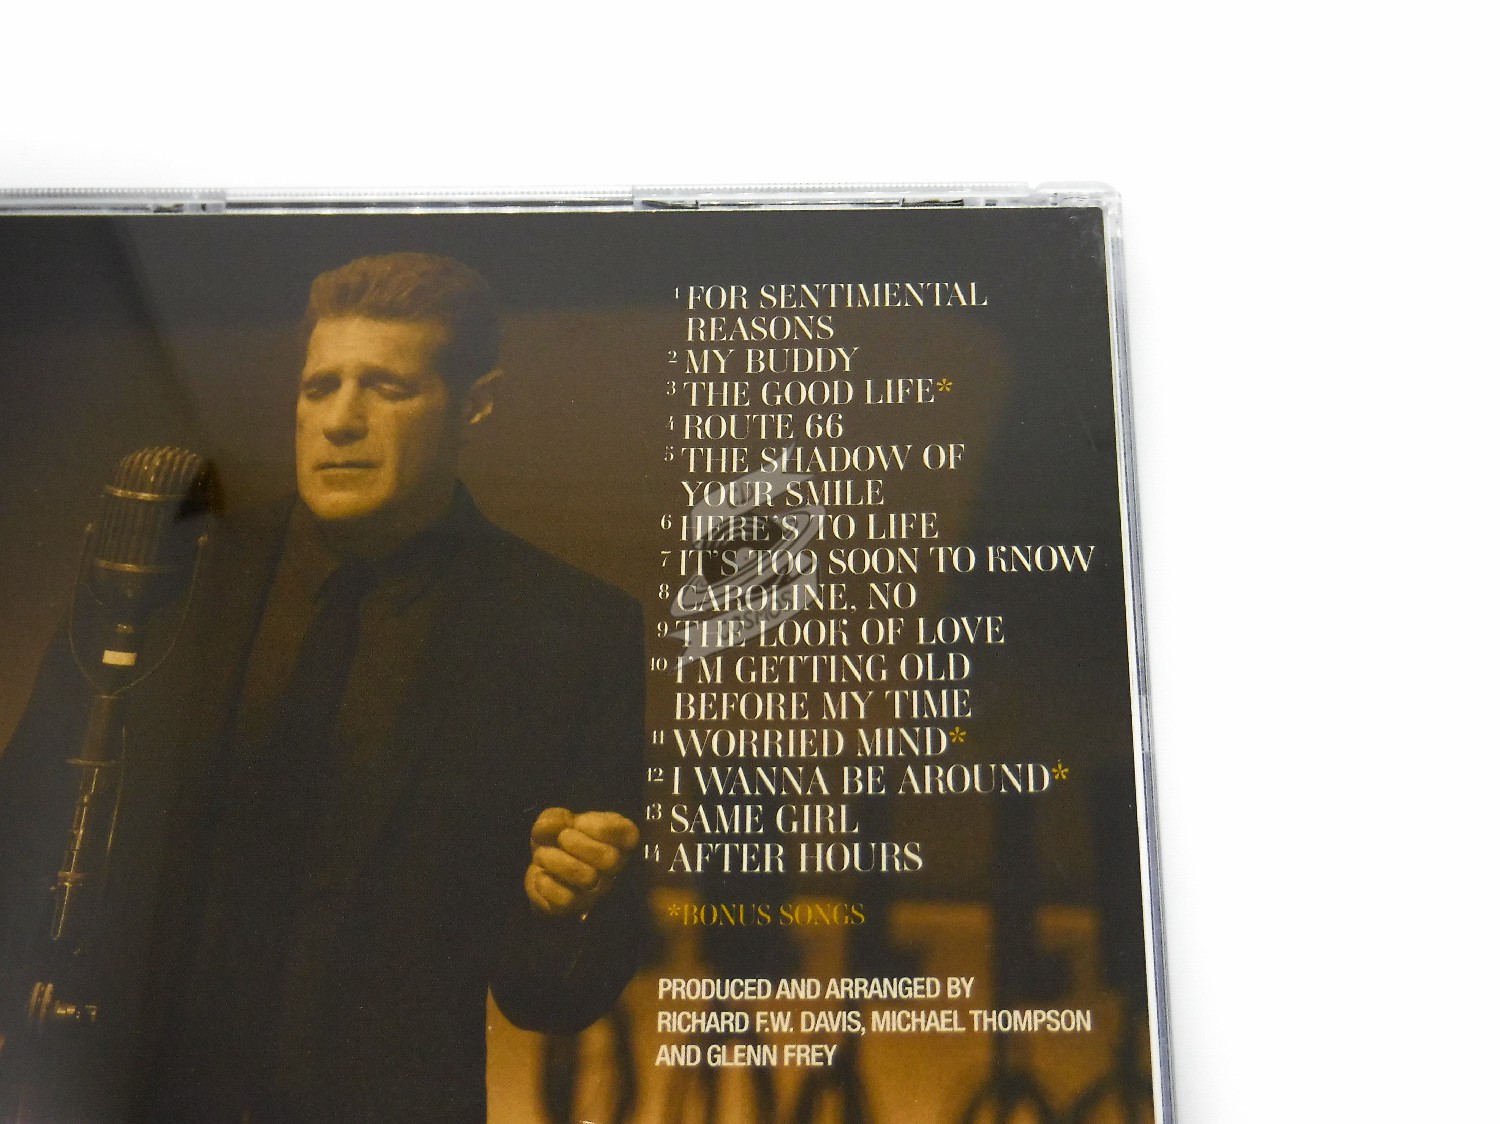 1 FOR SENTIMENTAL
REASONS
2 MY BUDDY
3 THE GOOD LIFE*
4 ROUTE 66
5 THE SHADOW OF
YOUR SMILE
6 HERE'S TO LIFE
7 IT'S TOO SOON TO KNOW
8 CAROLINE, NO
9 THE LOOK OF LOVE
10 I'M GETTING OLD
BEFORE MY TIME
11 WORRIED MIND*
12 I WANNA BE AROUND*
13 SAME GIRL
14 AFTER HOURS
*BONUS SONGS
PRODUCED AND ARRANGED BY
RICHARD F.W. DAVIS, MICHAEL THOMPSON
AND GLENN FREY
CD
COSMOS